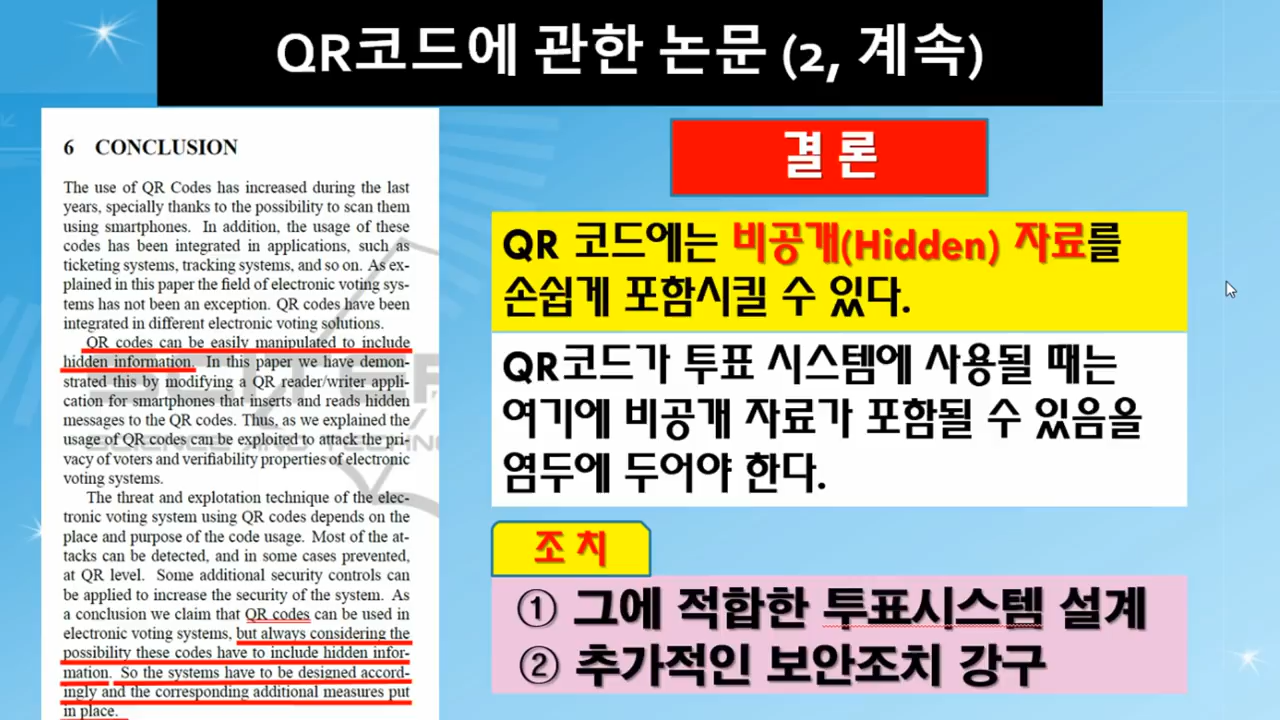 QR코드에 관한 논문 (2, 계속)
6 CONCLUSION
The use of QR Codes has increased during the last
years, specially thanks to the possibility to scan them
using smartphones. In addition, the usage of these
codes has been integrated in applications, such as
ticketing systems, tracking systems, and so on. As ex-
plained in this paper the field of electronic voting sys-
tems has not been an exception. QR codes have been
integrated in different electronic voting solutions.
QR codes can be easily manipulated to include
hidden information. In this paper we have demon-
strated this by modifying a QR reader/writer appli-
cation for smartphones that inserts and reads hidden
messages to the QR codes. Thus, as we explained the
usage of QR codes can be exploited to attack the pri-
vacy of voters and verifiability properties of electronic
voting systems.
The threat and explotation technique of the elec-
tronic voting system using QR codes depends on the
place and purpose of the code usage. Most of the at-
tacks can be detected, and in some cases prevented,
at QR level. Some additional security controls can
be applied to increase the security of the system. As
a conclusion we claim that QR codes can be used in
electronic voting systems, but always considering the
possibility these codes have to include hidden infor-
mation. So the systems have to be designed accord-
ingly and the corresponding additional measures put
in place.
결 론
QR 코드에는 비공개(Hidden) 자료를
손쉽게 포함시킬 수 있다.
QR코드가 투표 시스템에 사용될 때는
여기에 비공개 자료가 포함될 수 있음을
염두에 두어야 한다.
조 치
① 그에 적합한 투표시스템 설계
② 추가적인 보안조치 강구